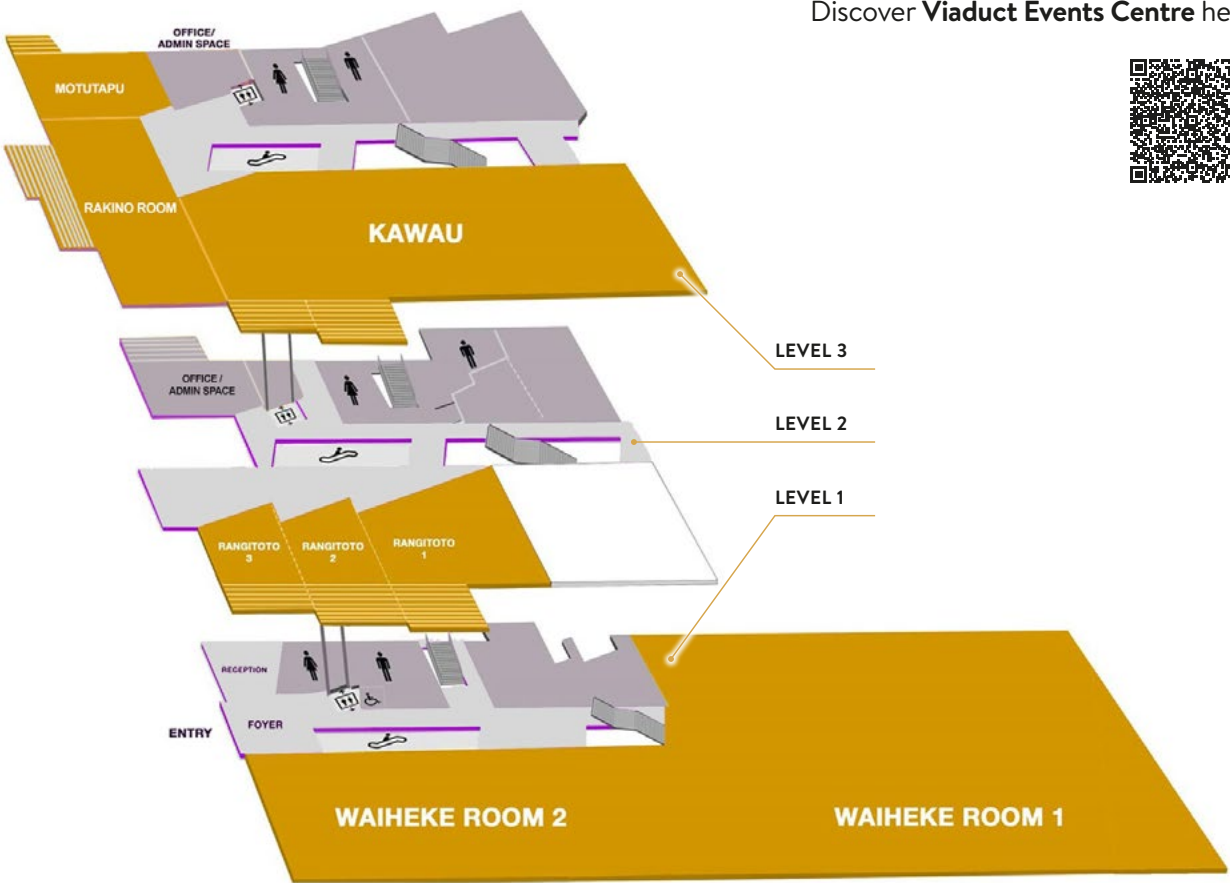 Discover Viaduct Events Centre he
OFFICE/
ADMIN SPACE
MOTUTAPU
RAKINO ROOM
KAWAU
LEVEL 3
OFFICE /
ADMIN SPACE
LEVEL 2
LEVEL 1
RANGITOTO
3
RANGITOTO
2
RANGITOTO
1
RECEPTION
ENTRY
FOYER
WAIHEKE ROOM 2
WAIHEKE ROOM 1